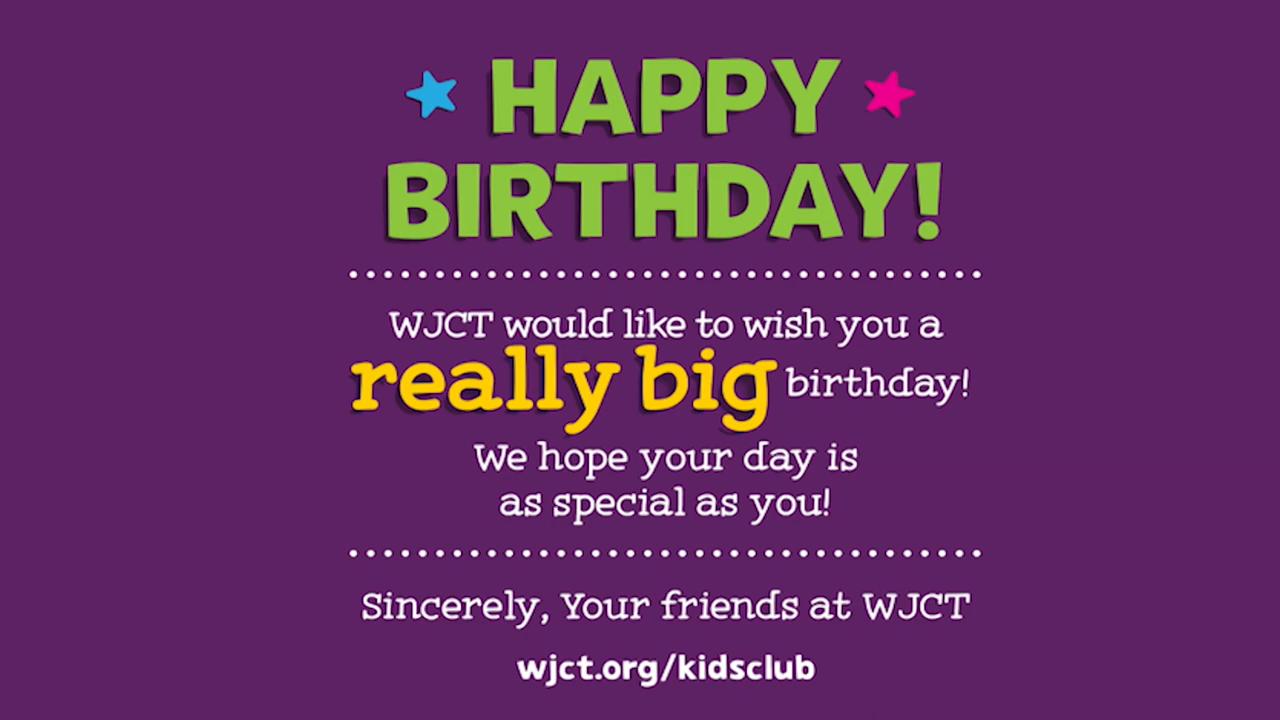 HAPPY
BIRTHDAY!
WJCT would like to wish you a
really big birthday!
We hope your day is
as special as you!
Sincerely, Your friends at WJCT
wjct.org/kidsclub